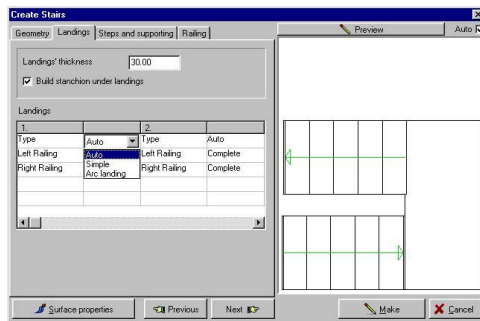 Create Stairs
Geometry Landings Steps and supporting Railing
Preview Auto
Landings' thickness 30.00
Build stanchion under landings
Landings
1. 2.
Type Auto Type Auto
Left Railing Auto Left Railing Complete
Right Railing Simple Right Railing Complete
Arc landing
Surface properties Previous Next Make Cancel